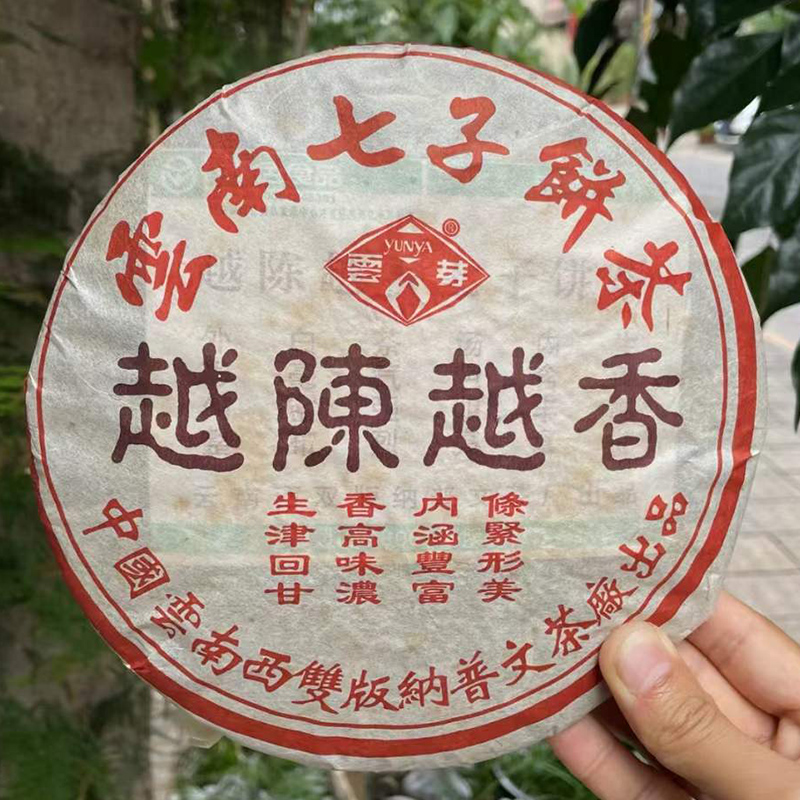 雲南七子餅茶
YUNYA
®
雲芽
越陳越香
條緊形美
内涵豐富
香高味濃
生津回甘
中國雲南西雙版納普文茶廠出品